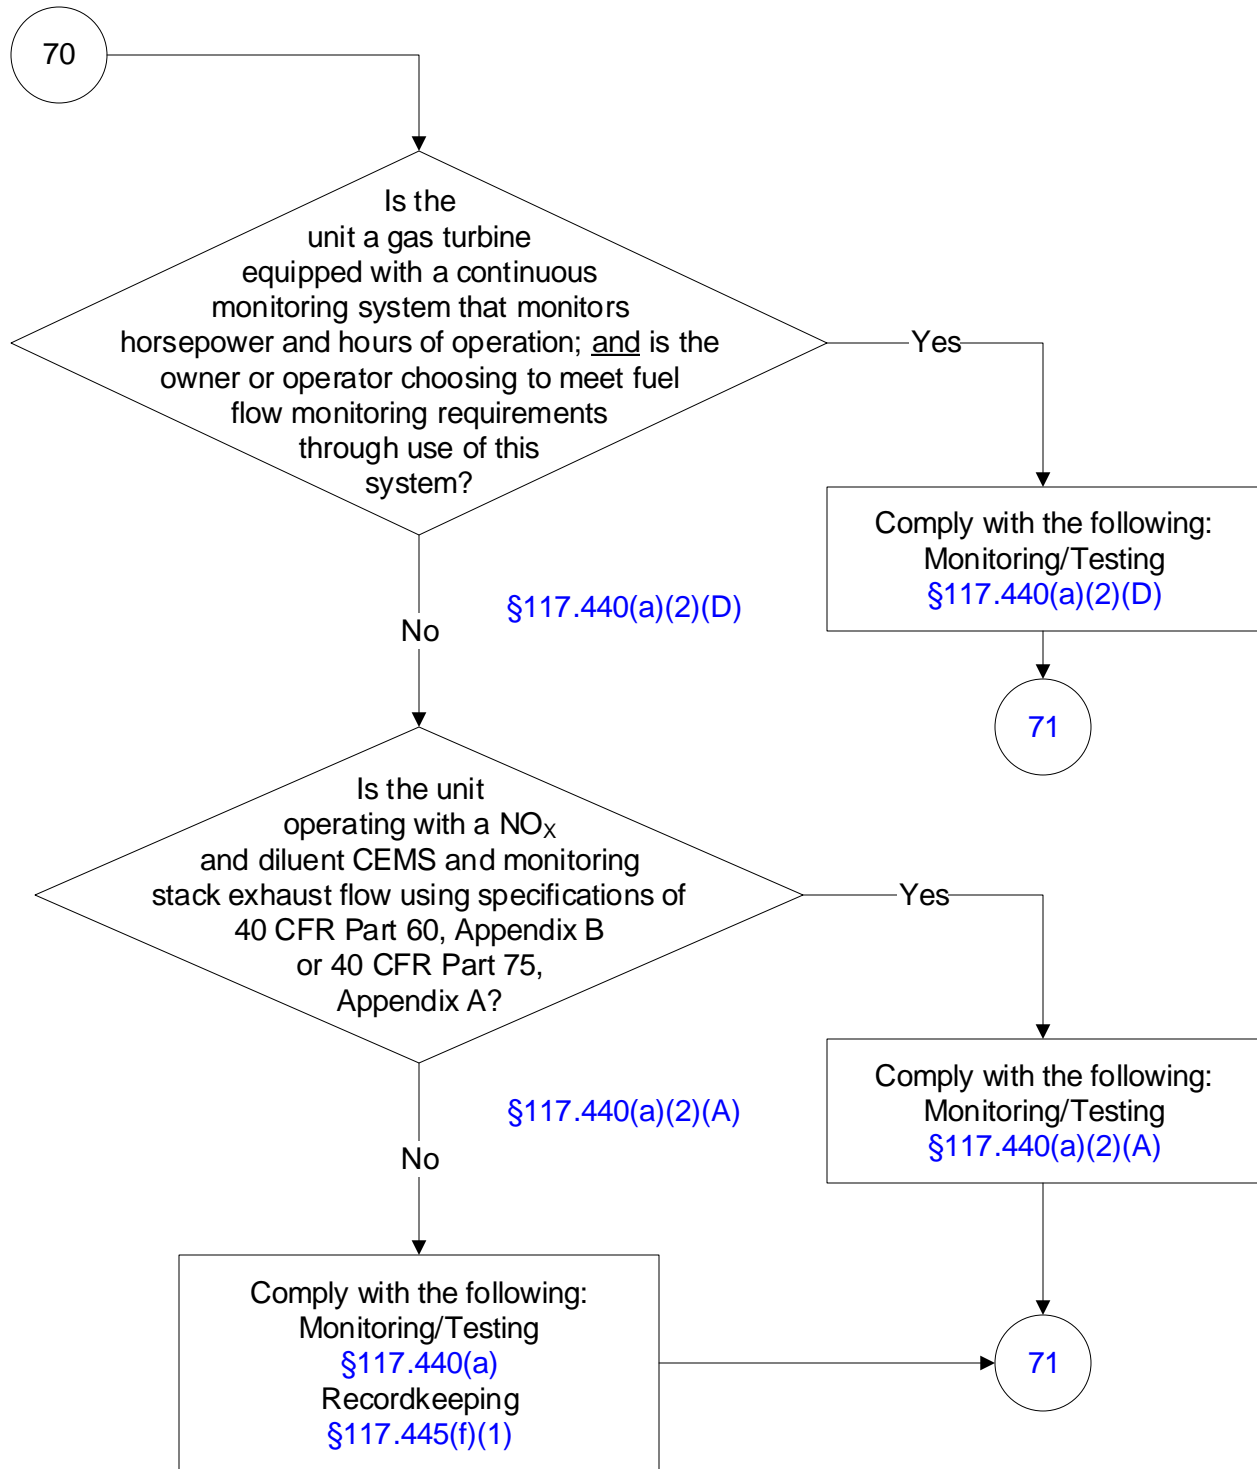 70
Is the
unit a gas turbine
equipped with a continuous
monitoring system that monitors
horsepower and hours of operation; and is the
owner or operator choosing to meet fuel
flow monitoring requirements
through use of this
system?
Yes
Comply with the following:
Monitoring/Testing
§117.440(a)(2)(D)
§117.440(a)(2)(D)
No
71
Is the unit
operating with a NOX
and diluent CEMS and monitoring
stack exhaust flow using specifications of
40 CFR Part 60, Appendix B
or 40 CFR Part 75,
Appendix A?
Yes
Comply with the following:
Monitoring/Testing
§117.440(a)(2)(A)
§117.440(a)(2)(A)
No
Comply with the following:
Monitoring/Testing
§117.440(a)
Recordkeeping
§117.445(f)(1)
71